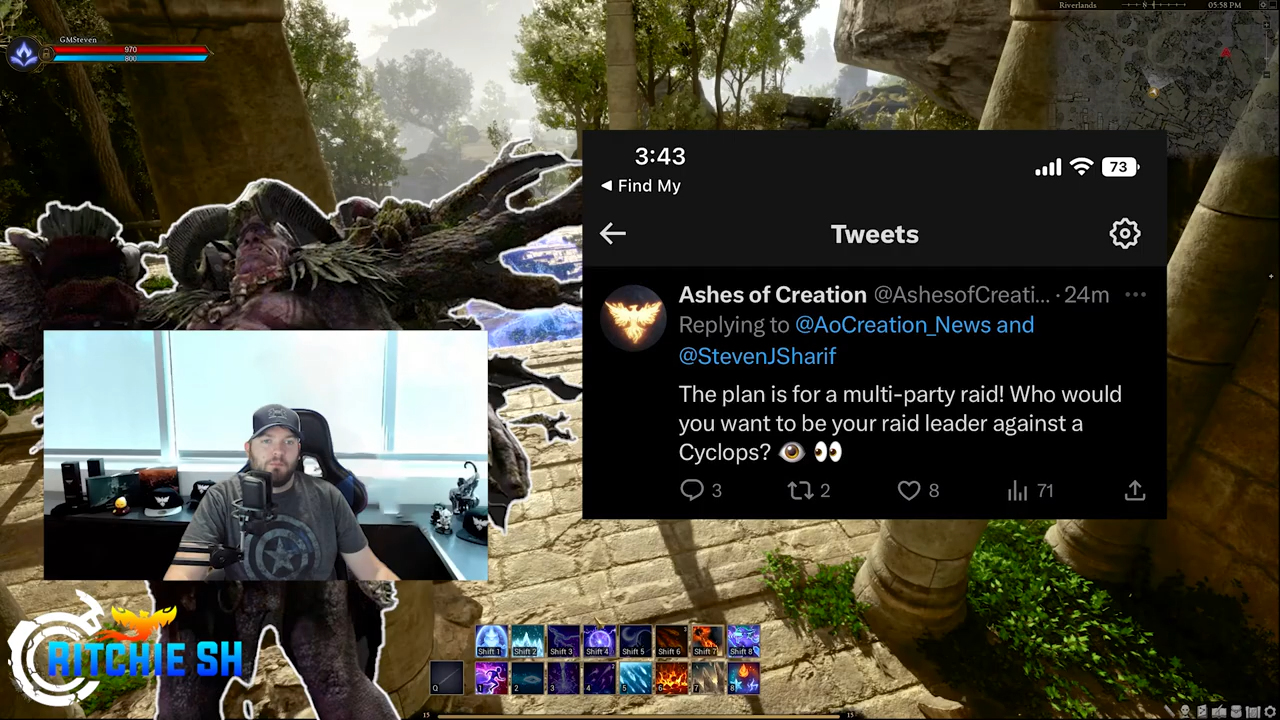 GMSteven
970
800
Riverlands
N
05:58 PM
3:43
73
◀ Find My
Tweets
Ashes of Creation @AshesofCreati... · 24m
Replying to @AoCreation_News and
@StevenJSharif
The plan is for a multi-party raid! Who would
you want to be your raid leader against a
Cyclops? 👁️ 👀
3
2
8
71
RITCHIE SH
Shift 1
Shift 2
Shift 3
Shift 4
Shift 5
Shift 6
Shift 7
Shift 8
Q
1
2
3
4
5
6
7
8
15
15